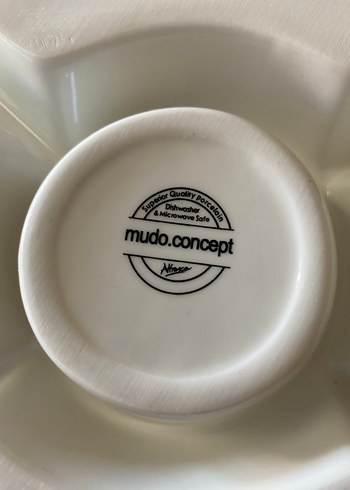 Superior Quality Porcelain
Dishwasher
& Microwave Safe
mudo.concept